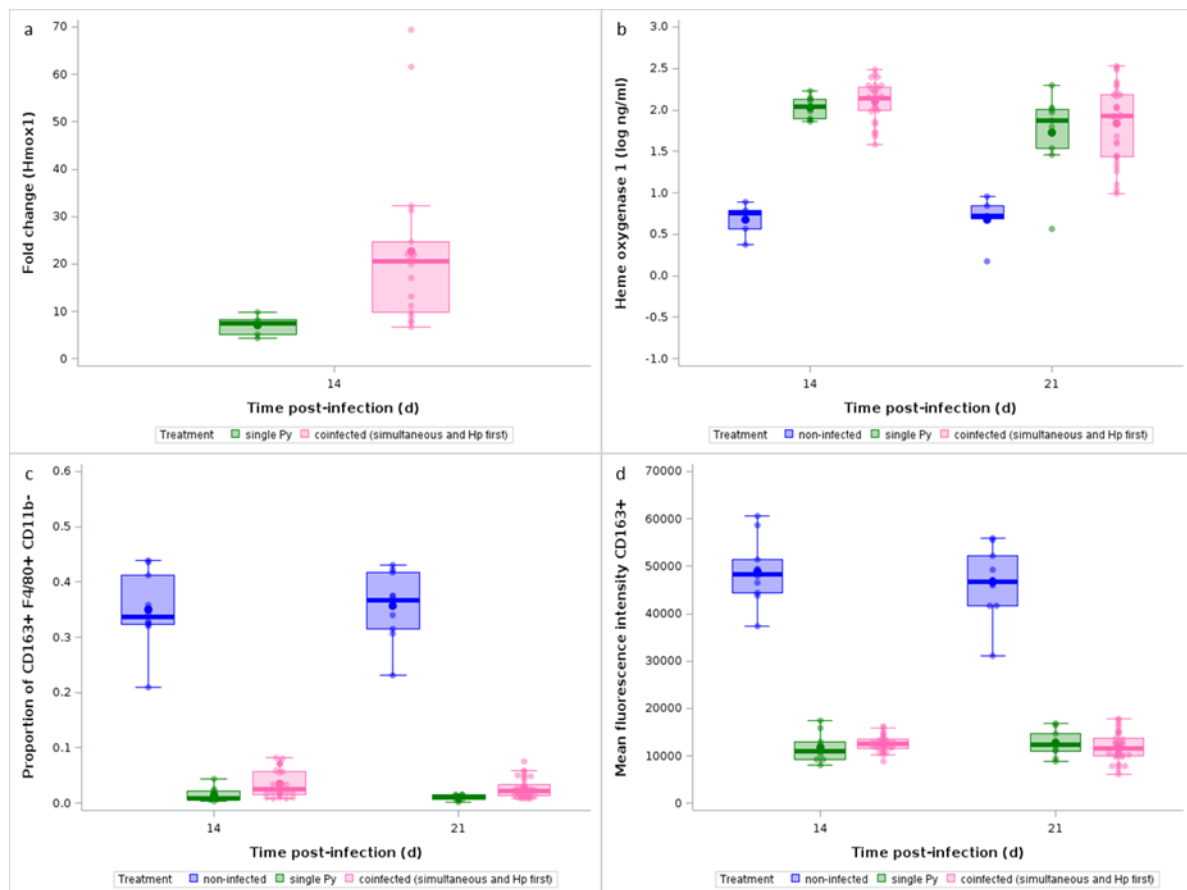 a
Fold change (Hmox1)
70
60
50
40
30
20
10
0
14
Time post-infection (d)
Treatment single Py coinfected (simultaneous and Hp first)
b
Heme oxygenase 1 (log ng/ml)
3.0
2.5
2.0
1.5
1.0
0.5
0.0
-0.5
-1.0
14 21
Time post-infection (d)
Treatment non-infected single Py coinfected (simultaneous and Hp first)
c
Proportion of CD163+ F4/80+ CD11b-
0.6
0.5
0.4
0.3
0.2
0.1
0.0
14 21
Time post-infection (d)
Treatment non-infected single Py coinfected (simultaneous and Hp first)
d
Mean fluorescence intensity CD163+
70000
60000
50000
40000
30000
20000
10000
0
14 21
Time post-infection (d)
Treatment non-infected single Py coinfected (simultaneous and Hp first)